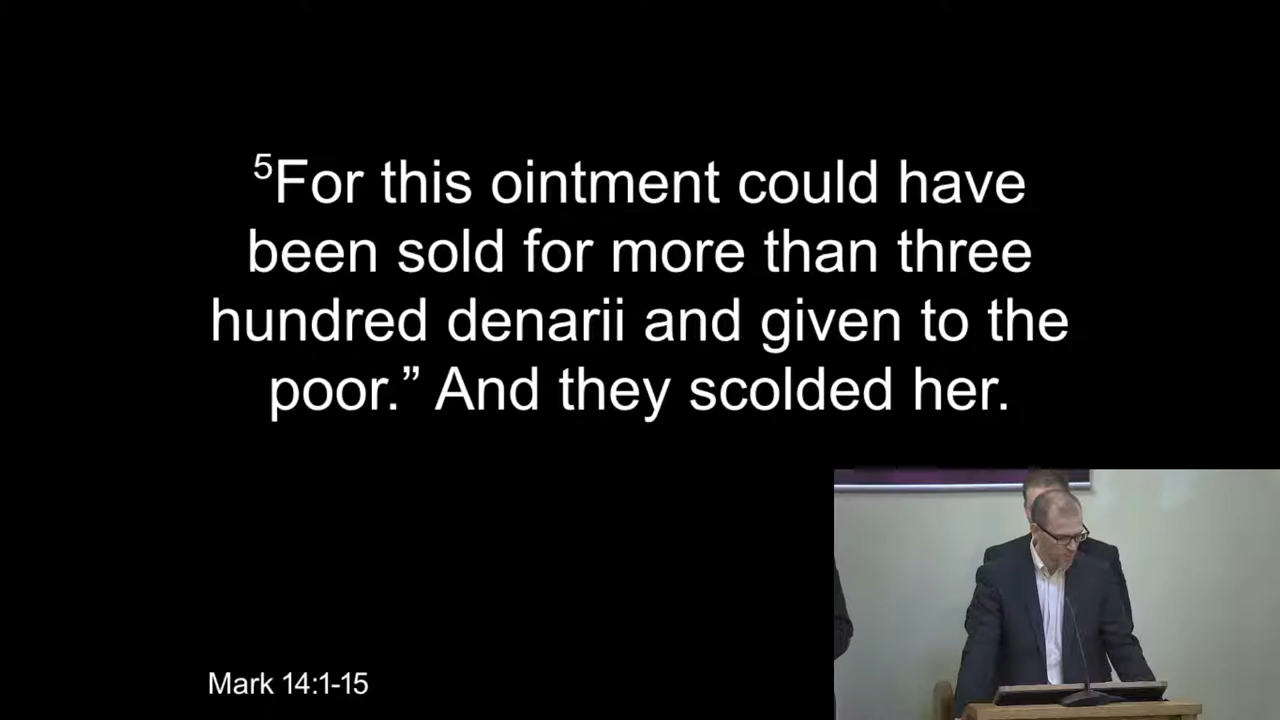 ⁵For this ointment could have
been sold for more than three
hundred denarii and given to the
poor.” And they scolded her.
Mark 14:1-15